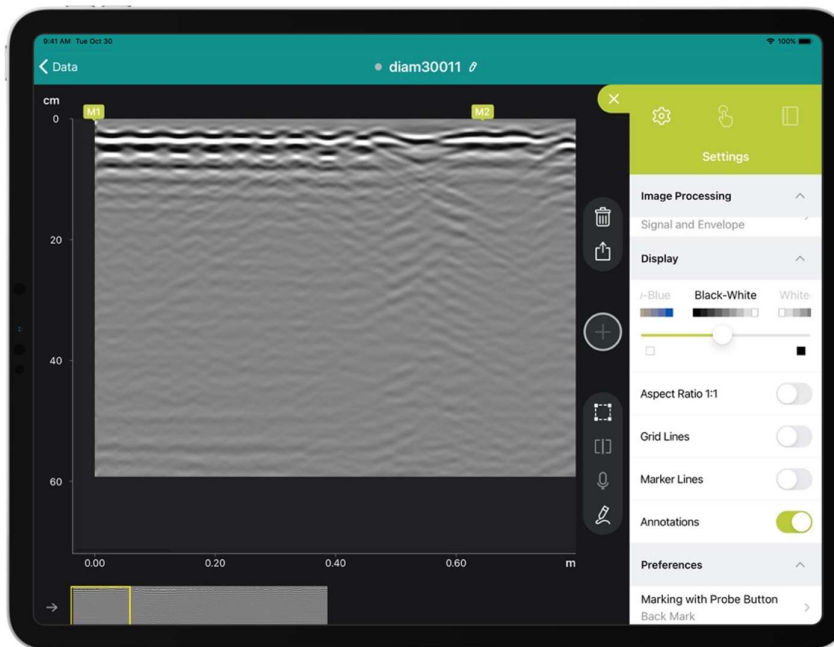 9:41 AM Tue Oct 30
100%
Data
diam30011
cm
M1
M2
0
20
40
60
0.00
0.20
0.40
0.60
m
Settings
Image Processing
Signal and Envelope
Display
-Blue
Black-White
White-
Aspect Ratio 1:1
Grid Lines
Marker Lines
Annotations
Preferences
Marking with Probe Button
Back Mark